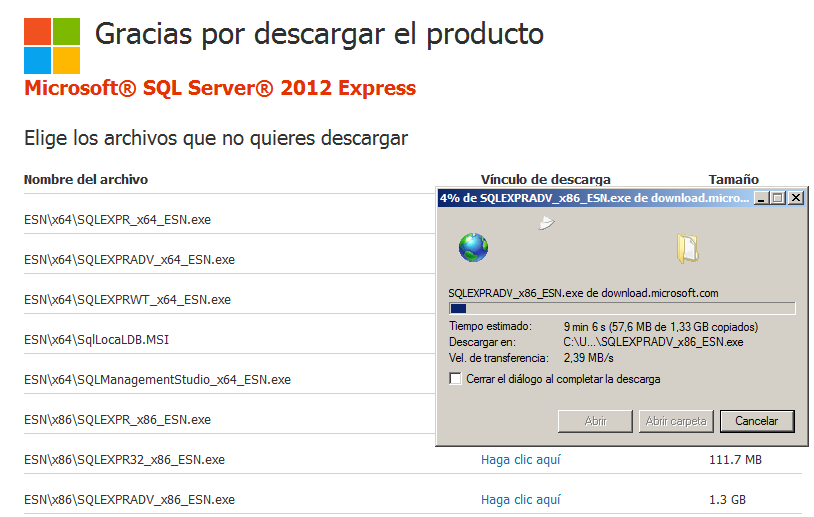 Gracias por descargar el producto
Microsoft® SQL Server® 2012 Express
Elige los archivos que no quieres descargar
Nombre del archivo Vínculo de descarga Tamaño
4% de SQLEXPRADV_x86_ESN.exe de download.micro...
ESN\x64\SQLEXPR_x64_ESN.exe
ESN\x64\SQLEXPRADV_x64_ESN.exe
ESN\x64\SQLEXPRWT_x64_ESN.exe
ESN\x64\SqlLocaLDB.MSI
ESN\x64\SQLManagementStudio_x64_ESN.exe
ESN\x86\SQLEXPR_x86_ESN.exe
SQLEXPRADV_x86_ESN.exe de download.microsoft.com
Tiempo estimado: 9 min 6 s (57,6 MB de 1,33 GB copiados)
Descargar en: C:\U...\SQLEXPRADV_x86_ESN.exe
Vel. de transferencia: 2,39 MB/s
Cerrar el diálogo al completar la descarga
Abrir Abrir carpeta Cancelar
ESN\x86\SQLEXPR32_x86_ESN.exe Haga clic aquí 111.7 MB
ESN\x86\SQLEXPRADV_x86_ESN.exe Haga clic aquí 1.3 GB